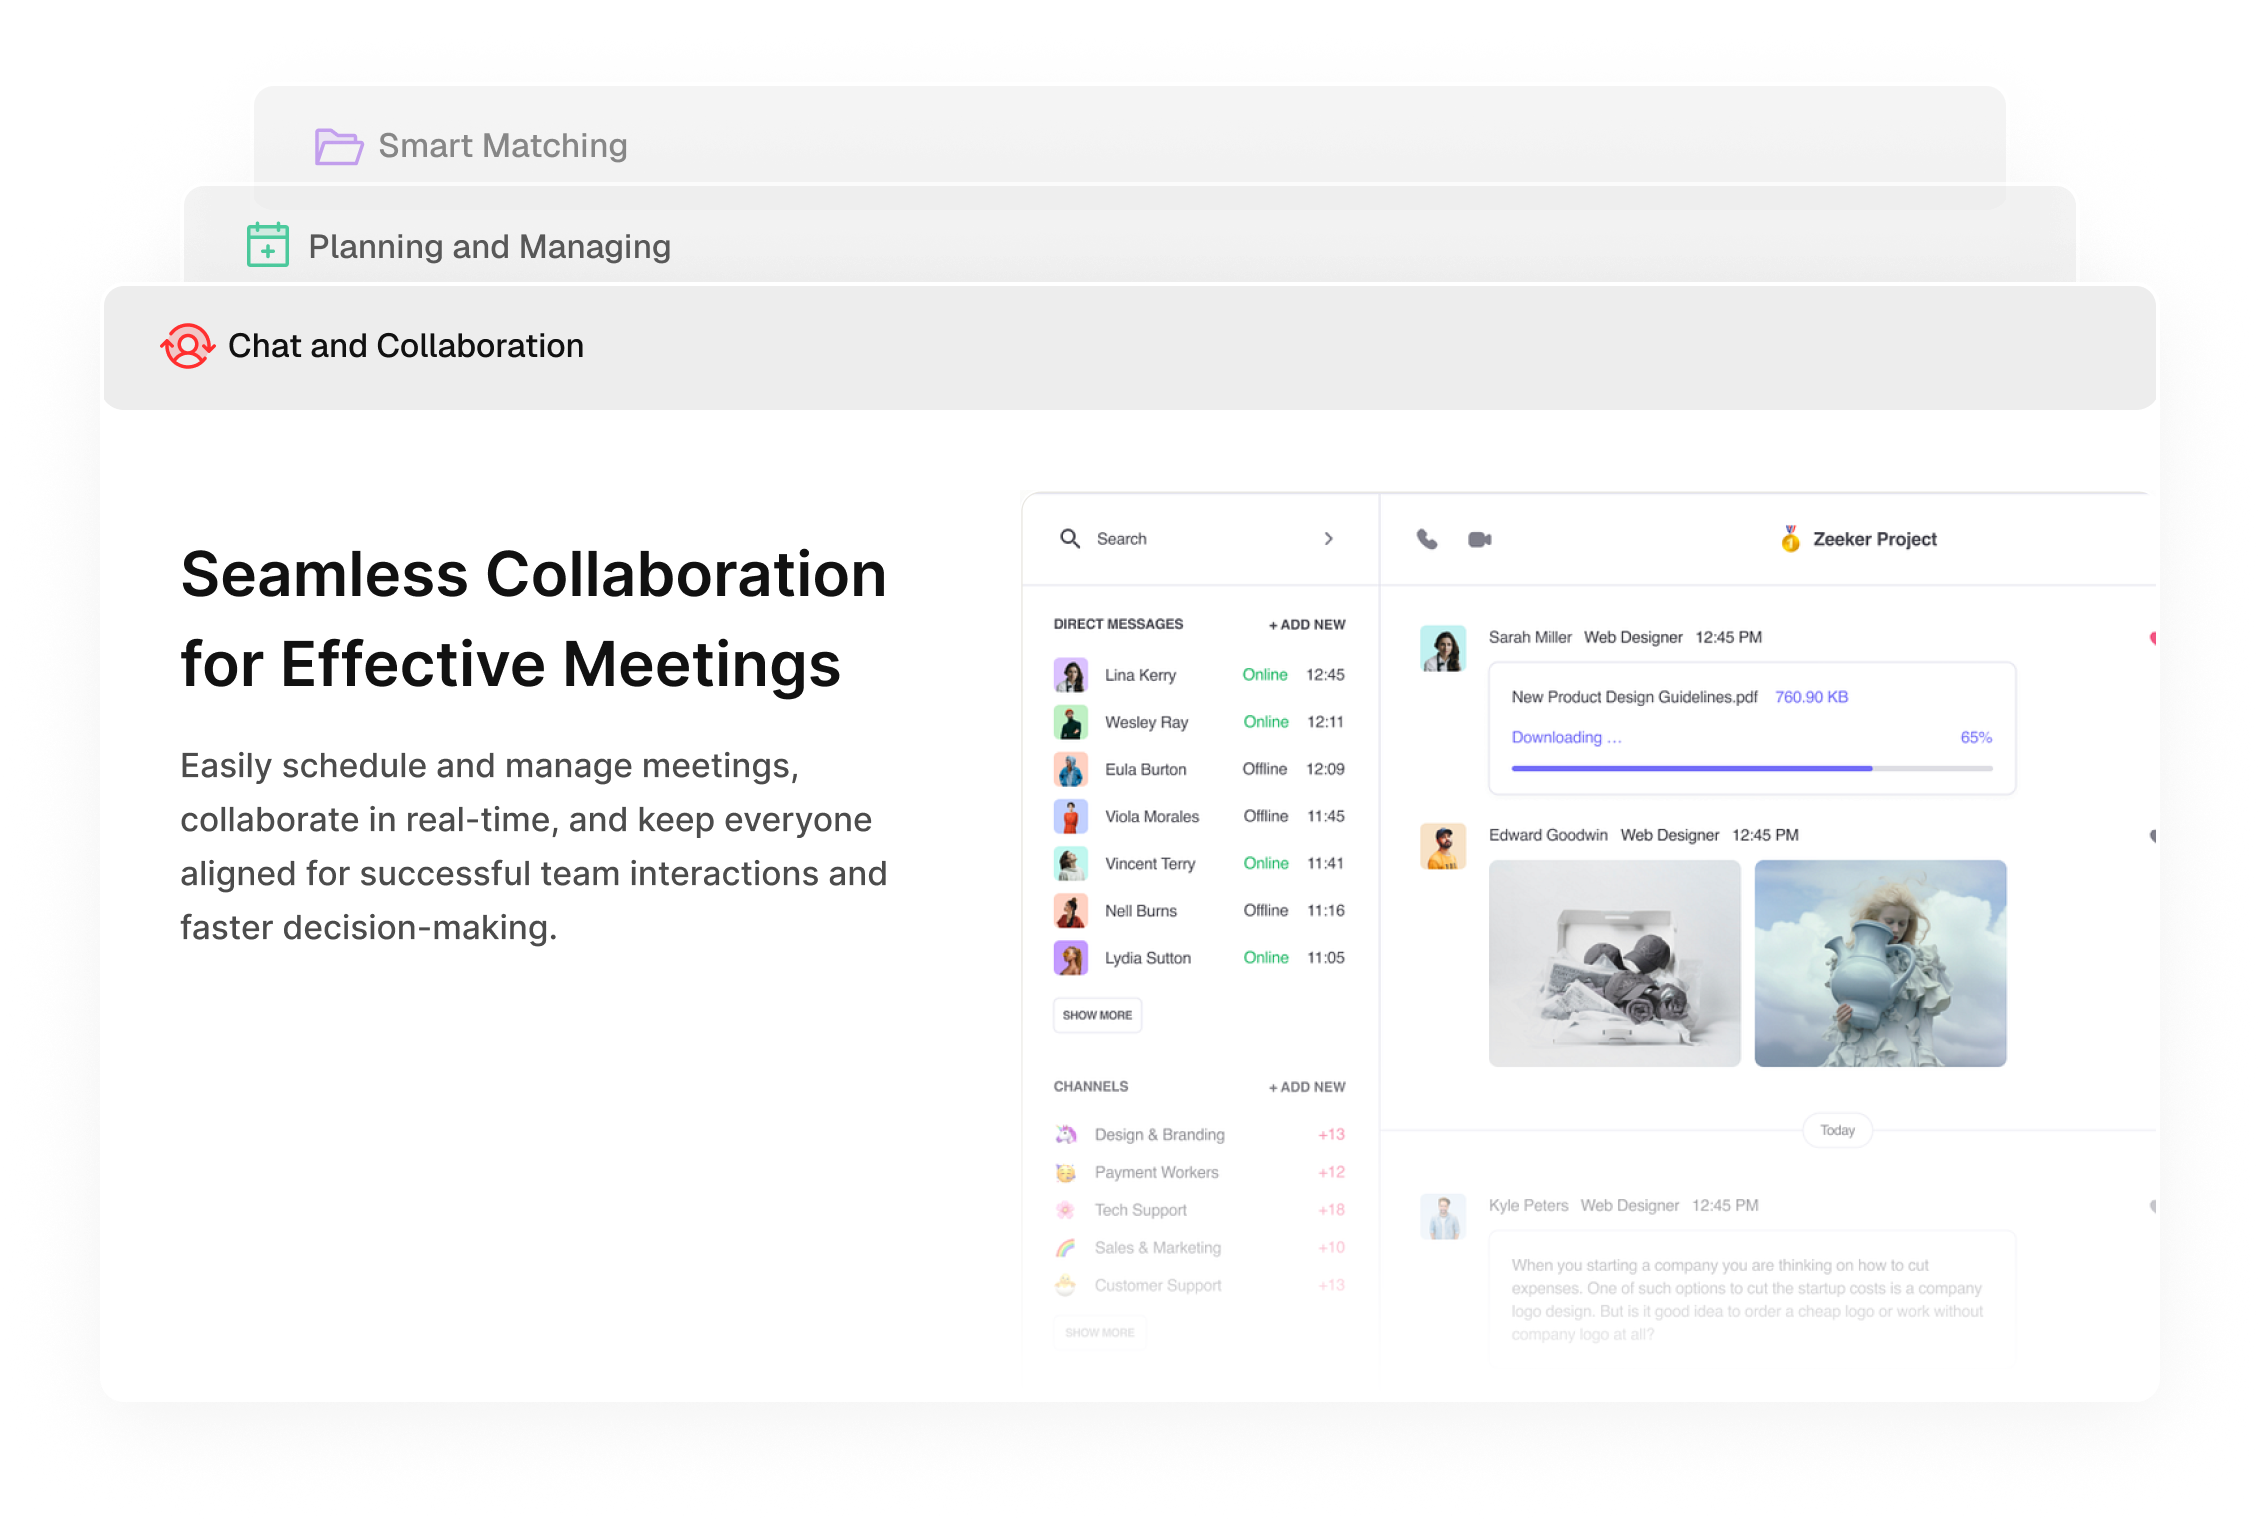 Smart Matching
Planning and Managing
Chat and Collaboration
Seamless Collaboration
for Effective Meetings
Easily schedule and manage meetings,
collaborate in real-time, and keep everyone
aligned for successful team interactions and
faster decision-making.
Search
DIRECT MESSAGES + ADD NEW
Lina Kerry Online 12:45
Wesley Ray Online 12:11
Eula Burton Offline 12:09
Viola Morales Offline 11:45
Vincent Terry Online 11:41
Nell Burns Offline 11:16
Lydia Sutton Online 11:05
SHOW MORE
CHANNELS + ADD NEW
Design & Branding +13
Payment Workers +12
Tech Support +18
Sales & Marketing +10
Customer Support +13
SHOW MORE
Zeeker Project
Sarah Miller Web Designer 12:45 PM
New Product Design Guidelines.pdf 760.90 KB
Downloading ... 65%
Edward Goodwin Web Designer 12:45 PM
Today
Kyle Peters Web Designer 12:45 PM
When you starting a company you are thinking on how to cut
expenses. One of such options to cut the startup costs is a company
logo design. But is it good idea to order a cheap logo or work without
company logo at all?